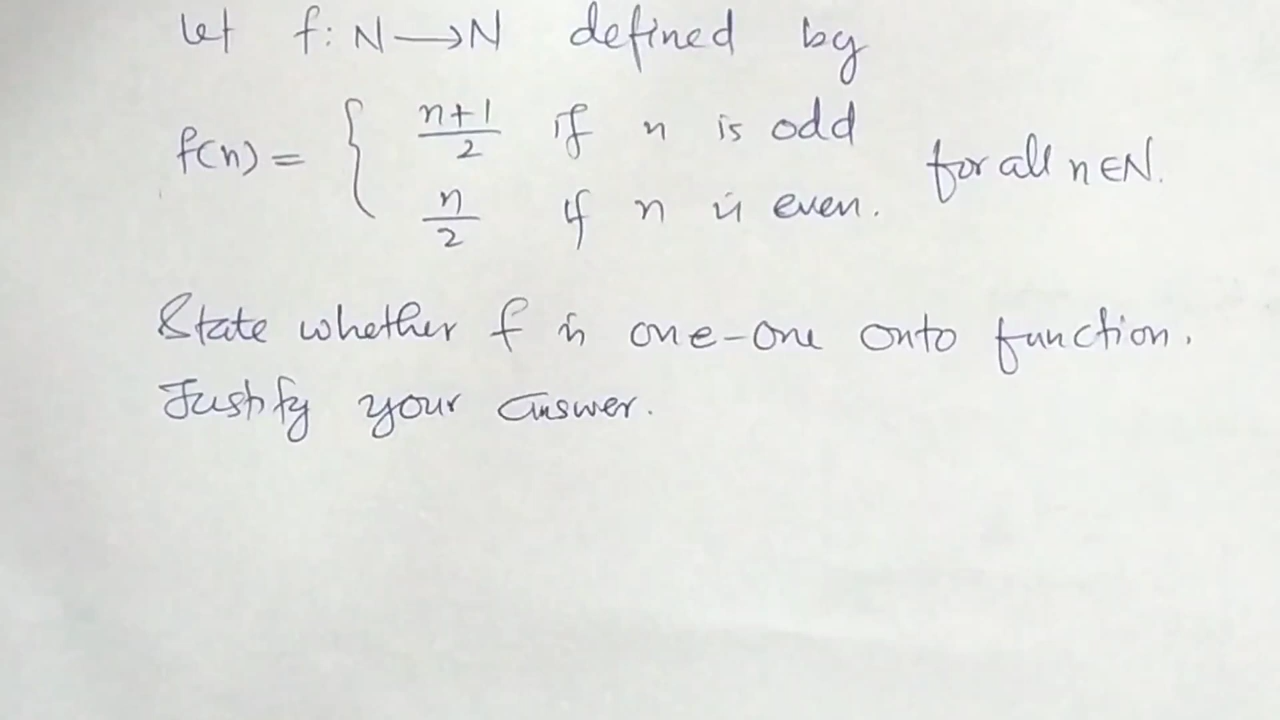 Let f: N → N defined by
f(n) = { n+1/2 if n is odd
n/2 if n is even. for all n ∈ N.
State whether f is one-one onto function.
Justify your answer.